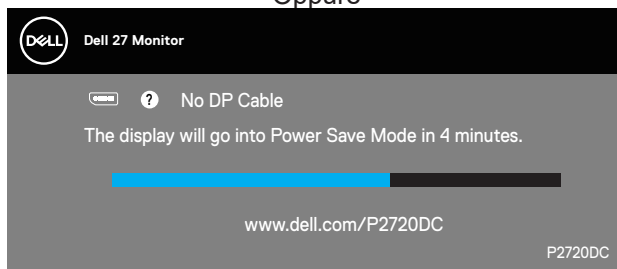 Oppure
DELL
Dell 27 Monitor
? No DP Cable
The display will go into Power Save Mode in 4 minutes.
www.dell.com/P2720DC
P2720DC